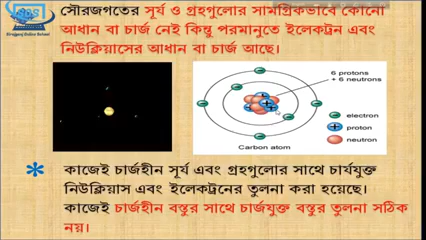 সৌরজগতের সূর্য ও গ্রহগুলোর সামগ্রিকভাবে কোনো
আধান বা চার্জ নেই কিন্তু পরমানুতে ইলেকট্রন এবং
নিউক্লিয়াসের আধান বা চার্জ আছে।
6 protons
+ 6 neutrons
electron
proton
neutron
Carbon atom
* কাজেই চার্জহীন সূর্য এবং গ্রহগুলোর সাথে চার্যযুক্ত
নিউক্লিয়াস এবং ইলেকট্রনের তুলনা করা হয়েছে।
কাজেই চার্জহীন বস্তুর সাথে চার্জযুক্ত বস্তুর তুলনা সঠিক
নয়।